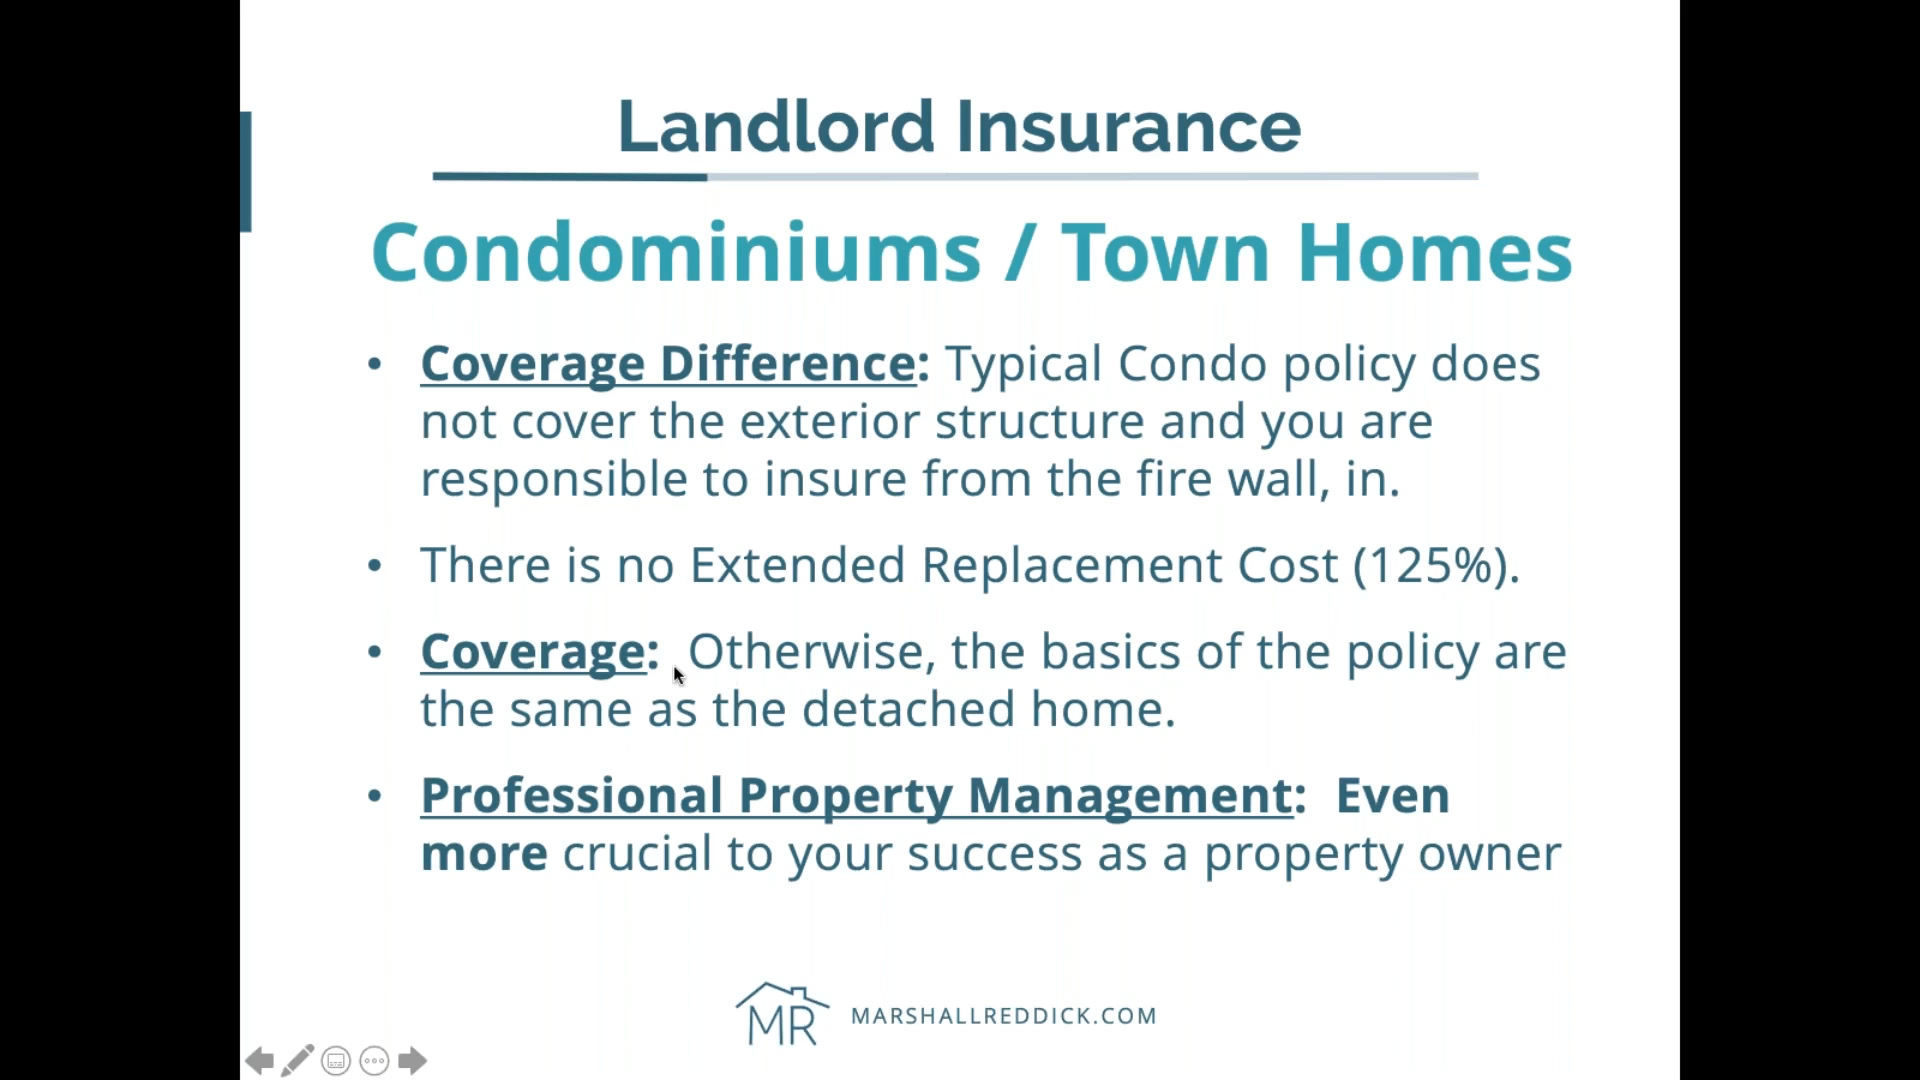 Landlord Insurance
Condominiums / Town Homes
• Coverage Difference: Typical Condo policy does
not cover the exterior structure and you are
responsible to insure from the fire wall, in.
• There is no Extended Replacement Cost (125%).
• Coverage: Otherwise, the basics of the policy are
the same as the detached home.
• Professional Property Management: Even
more crucial to your success as a property owner
MR MARSHALLREDDICK.COM